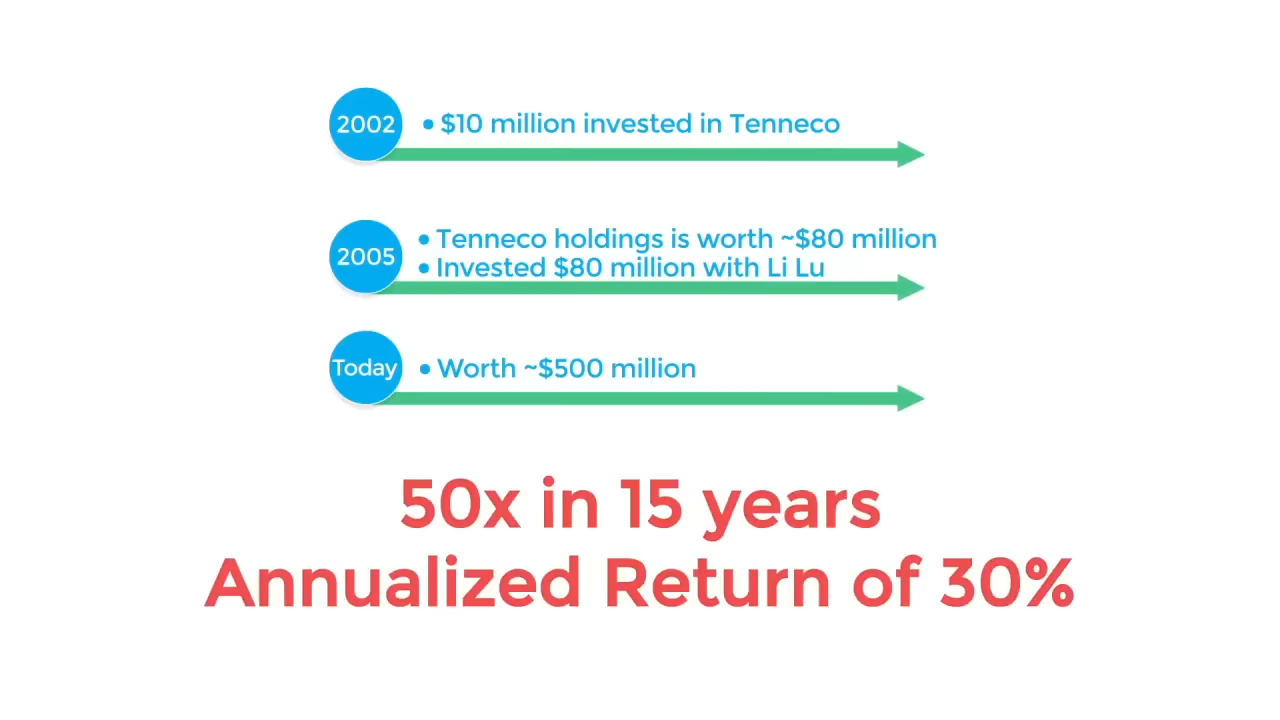 2002
• $10 million invested in Tenneco
2005
• Tenneco holdings is worth ~$80 million
• Invested $80 million with Li Lu
Today
• Worth ~$500 million
50x in 15 years
Annualized Return of 30%